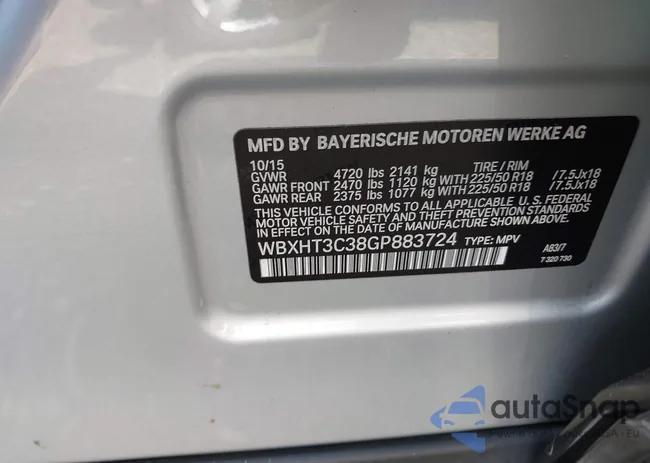 MFD BY BAYERISCHE MOTOREN WERKE AG
10/15 TIRE / RIM
GVWR 4720 lbs 2141 kg
GAWR FRONT 2470 lbs 1120 kg WITH 225/50 R18 / 7.5Jx18
GAWR REAR 2375 lbs 1077 kg WITH 225/50 R18 / 7.5Jx18
THIS VEHICLE CONFORMS TO ALL APPLICABLE U.S. FEDERAL
MOTOR VEHICLE SAFETY AND THEFT PREVENTION STANDARDS
IN EFFECT ON THE DATE OF MANUFACTURE SHOWN ABOVE.
WBXHT3C38GP883724 TYPE: MPV A83/7
7 320 730
autoSnap